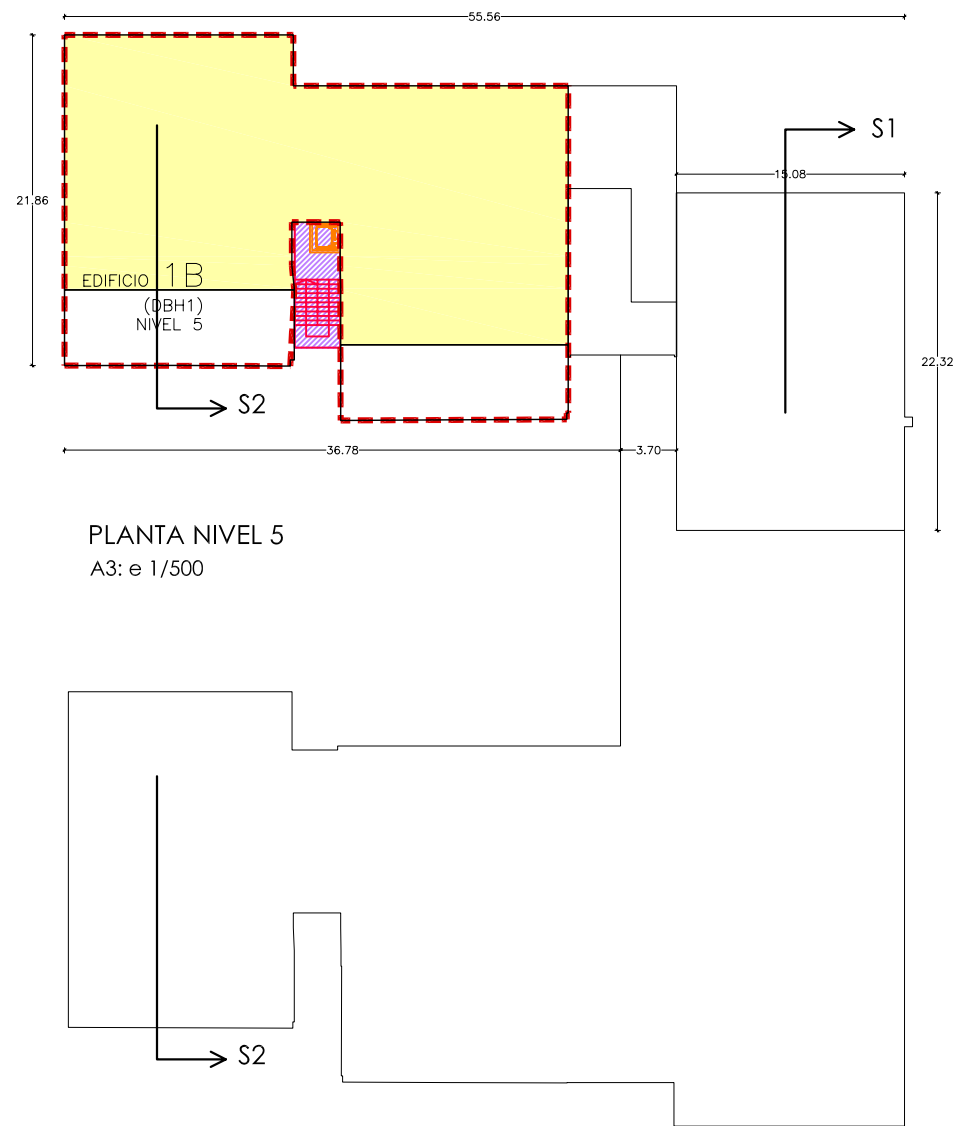 55.56
S1
15.08
21.86
EDIFICIO 1B
(DBH1)
NIVEL 5
22.32
S2
36.78
3.70
PLANTA NIVEL 5
A3: e 1/500
S2